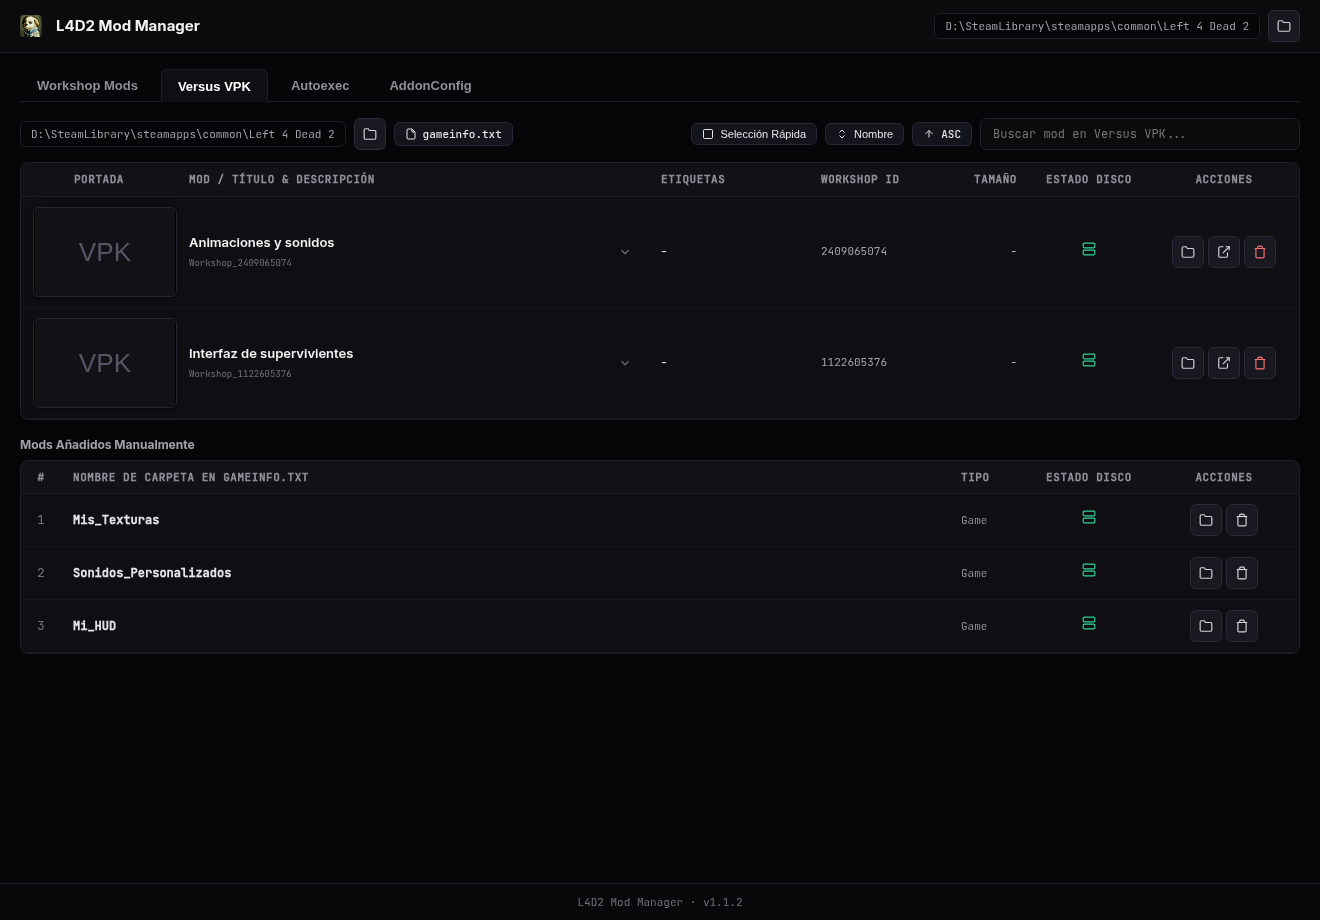 L4D2 Mod Manager
D:\SteamLibrary\steamapps\common\Left 4 Dead 2
Workshop Mods
Versus VPK
Autoexec
AddonConfig
D:\SteamLibrary\steamapps\common\Left 4 Dead 2
gameinfo.txt
Selección Rápida
Nombre
ASC
Buscar mod en Versus VPK...
PORTADA MOD / TÍTULO & DESCRIPCIÓN ETIQUETAS WORKSHOP ID TAMAÑO ESTADO DISCO ACCIONES
VPK
Animaciones y sonidos
Workshop_2409065074
- 2409065074 -
VPK
Interfaz de supervivientes
Workshop_1122605376
- 1122605376 -
Mods Añadidos Manualmente
# NOMBRE DE CARPETA EN GAMEINFO.TXT TIPO ESTADO DISCO ACCIONES
1 Mis_Texturas Game
2 Sonidos_Personalizados Game
3 Mi_HUD Game
L4D2 Mod Manager · v1.1.2